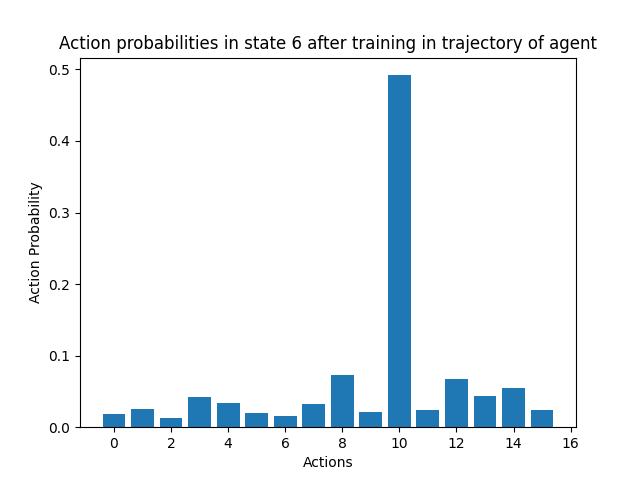 Action probabilities in state 6 after training in trajectory of agent
0.5
0.4
0.3
0.2
0.1
0.0
Action Probability
0 2 4 6 8 10 12 14 16
Actions